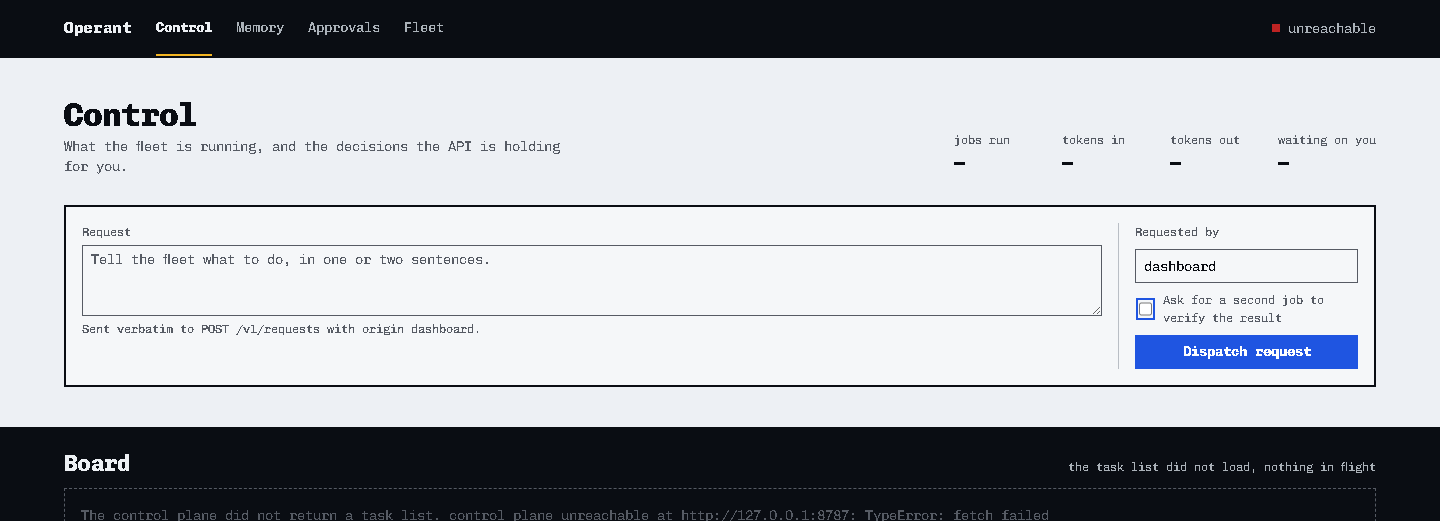 Operant Control Memory Approvals Fleet unreachable
Control
What the fleet is running, and the decisions the API is holding
for you.
jobs run tokens in tokens out waiting on you
– – – –
Request
Tell the fleet what to do, in one or two sentences.
Sent verbatim to POST /v1/requests with origin dashboard.
Requested by
dashboard
Ask for a second job to
verify the result
Dispatch request
Board
the task list did not load, nothing in flight
The control plane did not return a task list. control plane unreachable at http://127.0.0.1:8787: TypeError: fetch failed